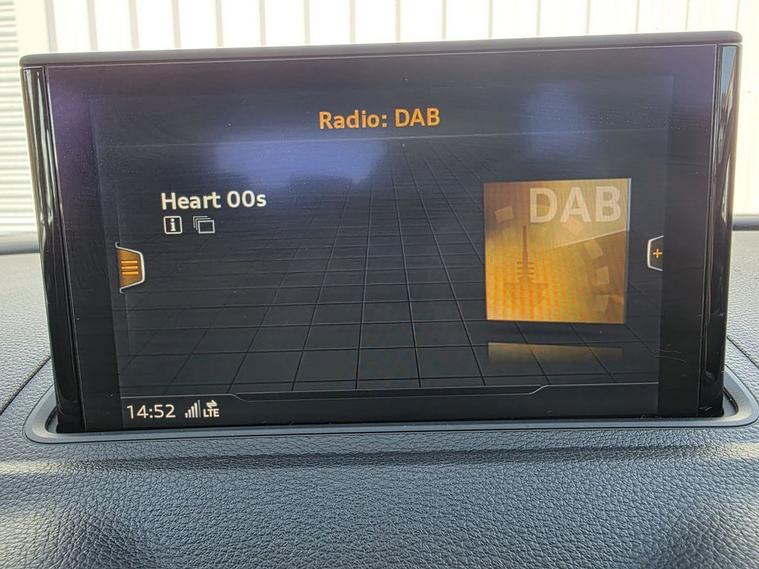 Radio: DAB
Heart 00s
DAB
14:52 LTE